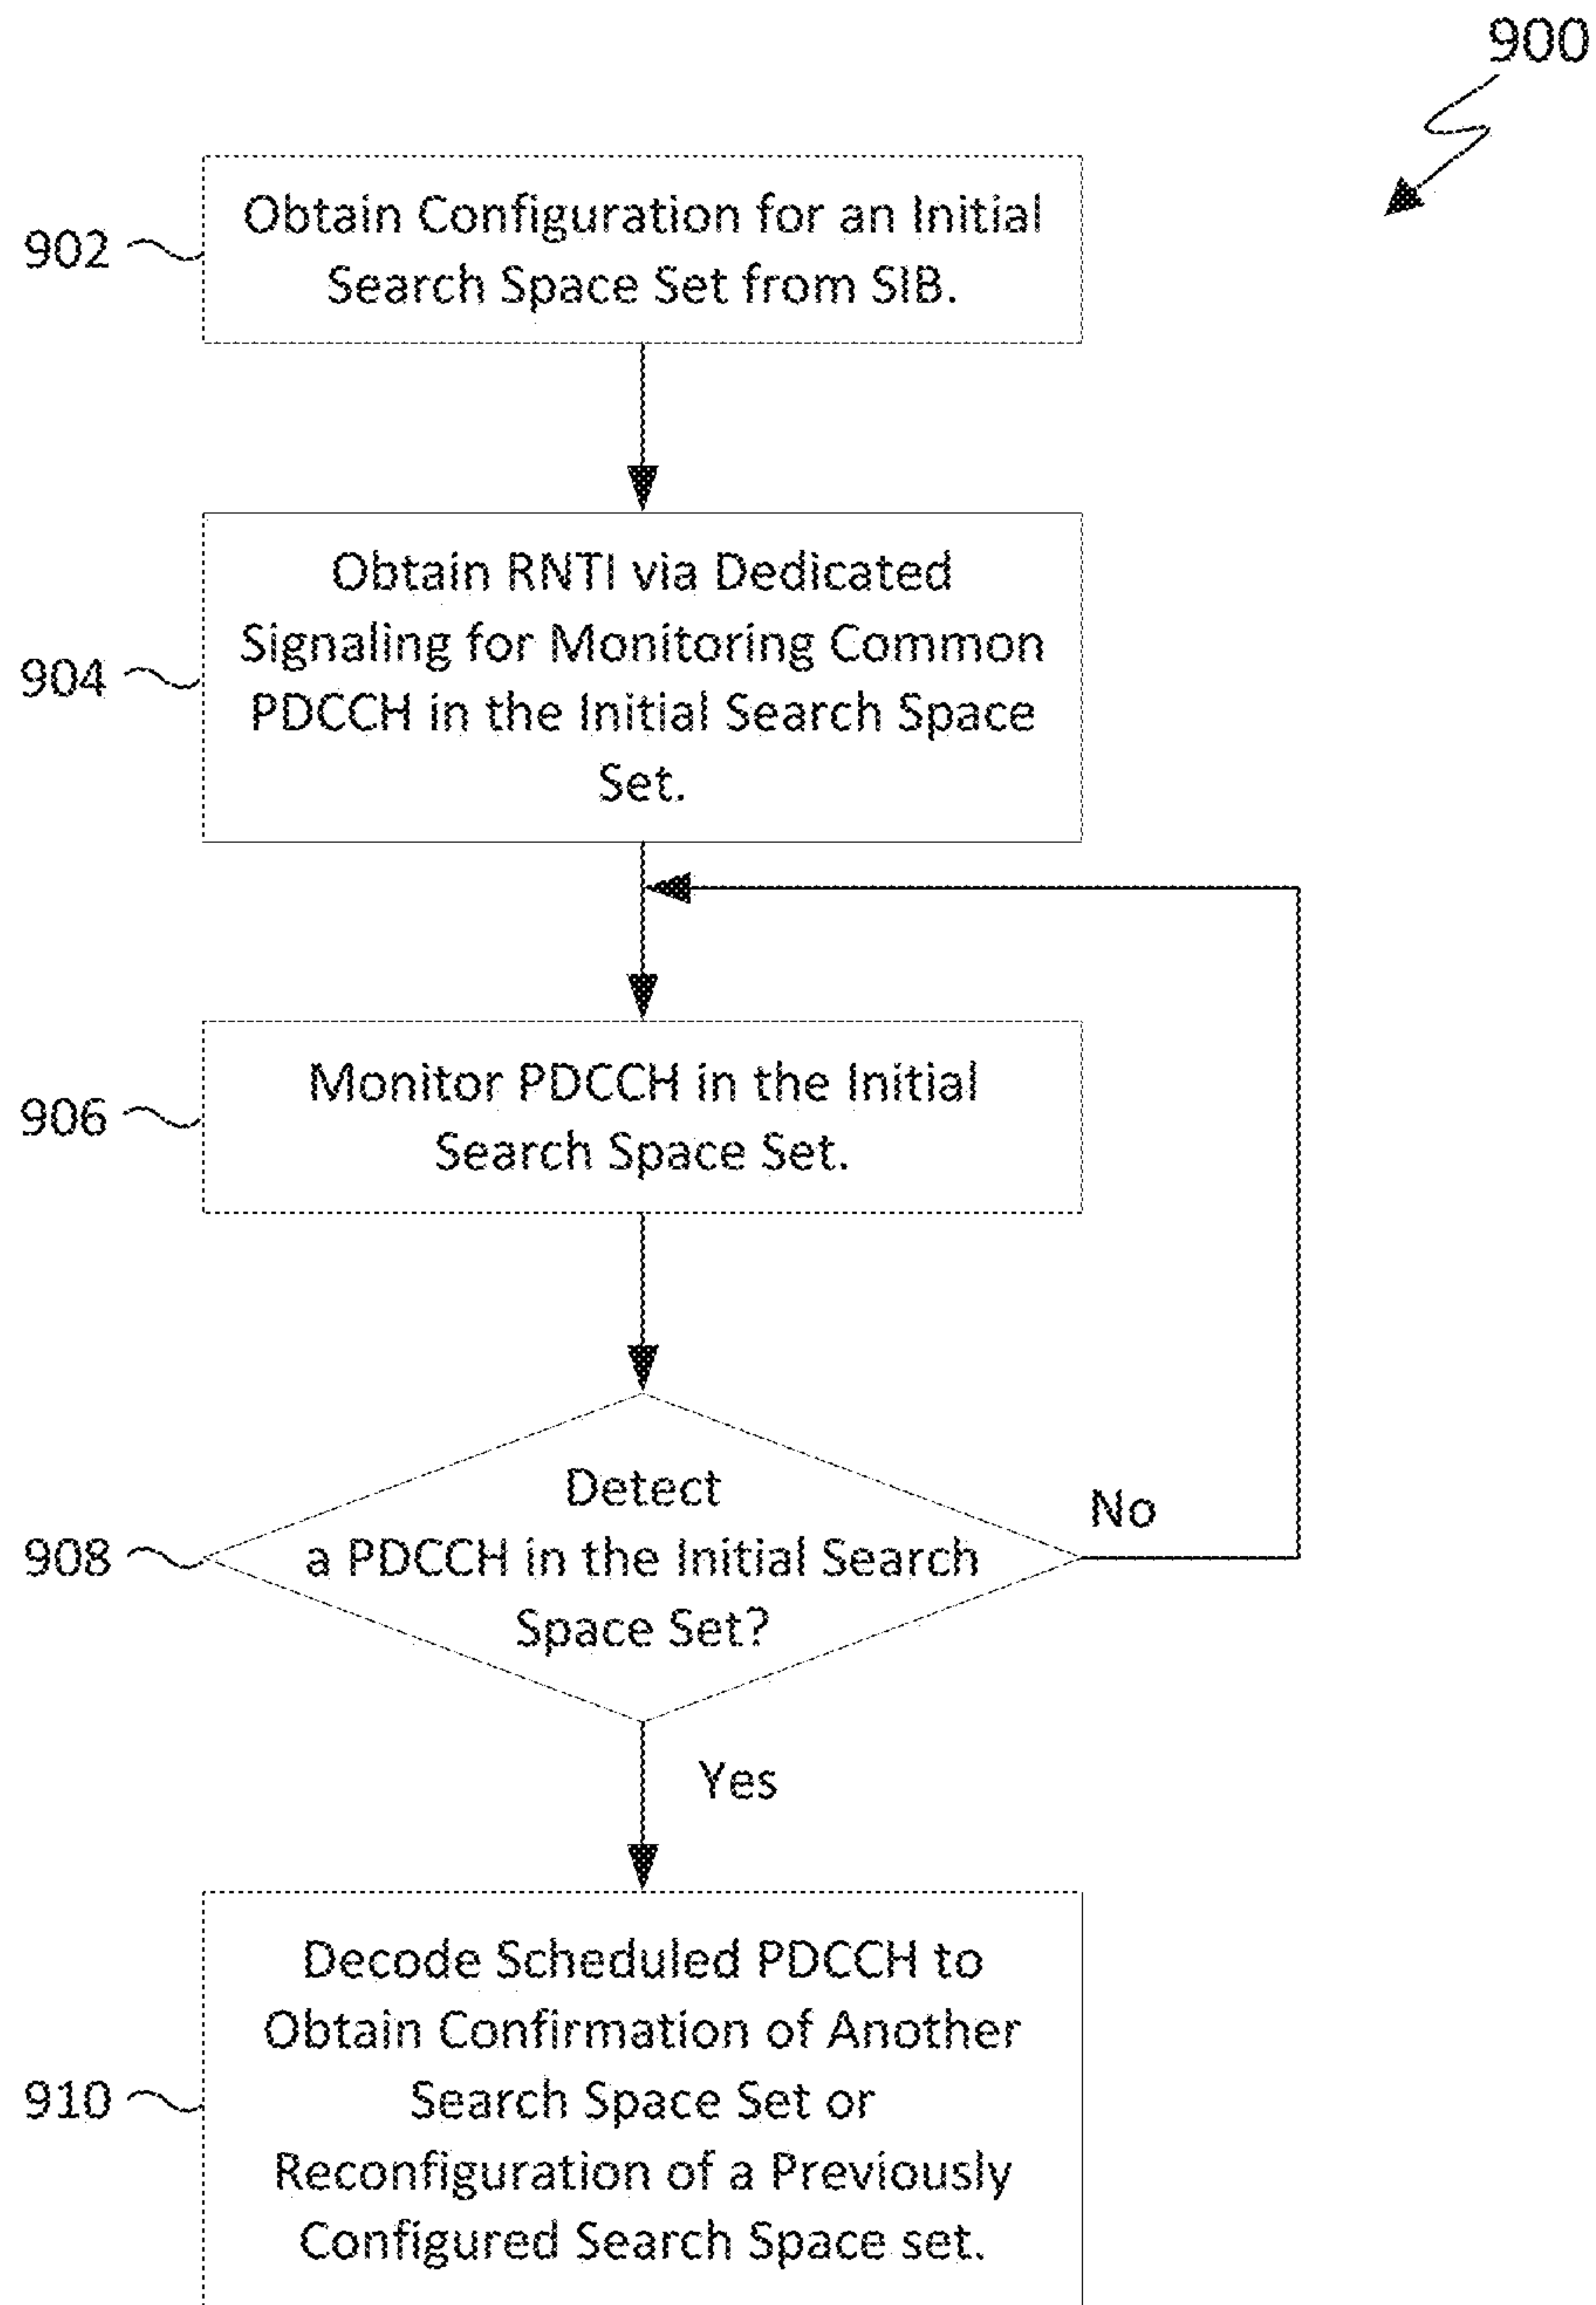 900
902
Obtain Configuration for an Initial
Search Space Set from SIB.
904
Obtain RNTI via Dedicated
Signaling for Monitoring Common
PDCCH in the Initial Search Space
Set.
906
Monitor PDCCH in the Initial
Search Space Set.
908
Detect
a PDCCH in the Initial Search
Space Set?
No
Yes
910
Decode Scheduled PDCCH to
Obtain Confirmation of Another
Search Space Set or
Reconfiguration of a Previously
Configured Search Space set.